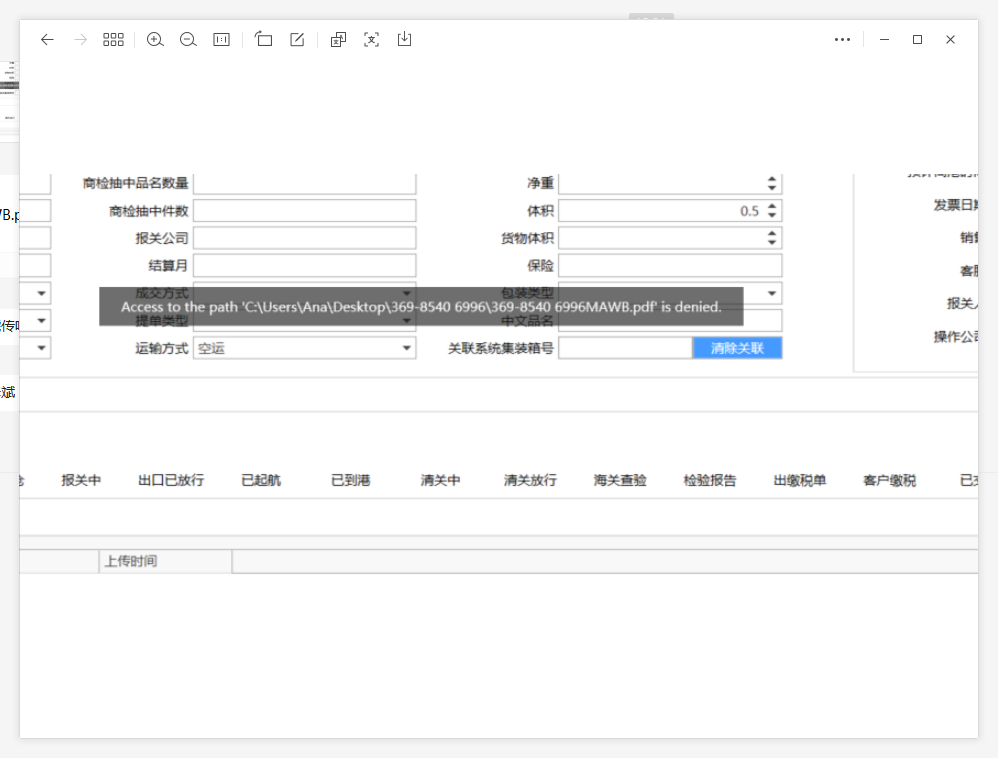 商检抽中品名数量 净重
商检抽中件数 体积 0.5 发票日
报关公司 货物体积 销
结算月 保险 客
成交方式 包装类型
Access to the path 'C:\Users\Ana\Desktop\369-8540 6996\369-8540 6996MAWB.pdf' is denied.
提单类型 中文品名 报关
运输方式 空运 关联系统集装箱号 清除关联 操作公
报关中 出口已放行 已起航 已到港 清关中 清关放行 海关查验 检验报告 出缴税单 客户缴税 已
上传时间